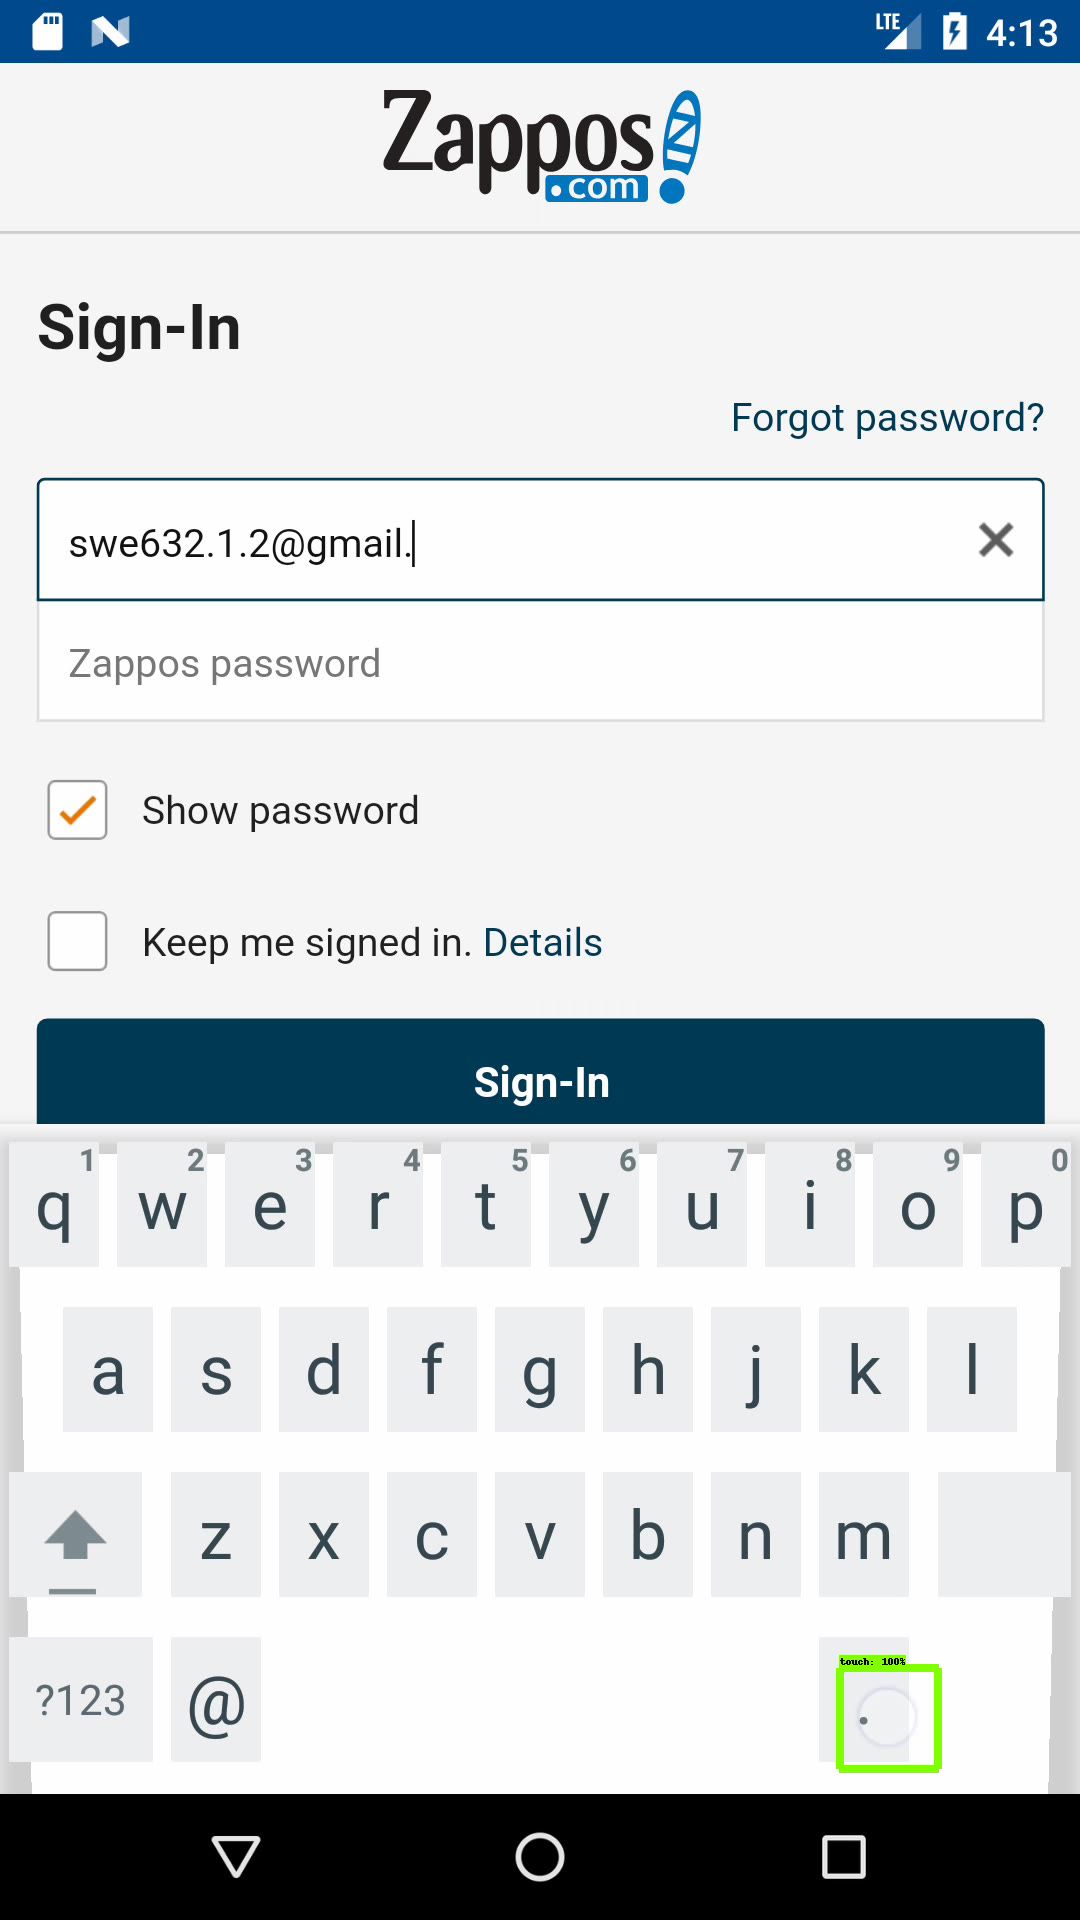 LTE 4:13
Zappos
.com
Sign-In
Forgot password?
swe632.1.2@gmail.
Zappos password
Show password
Keep me signed in. Details
Sign-In
1 2 3 4 5 6 7 8 9 0
q w e r t y u i o p
a s d f g h j k l
z x c v b n m
touch: 100%
?123 @ .